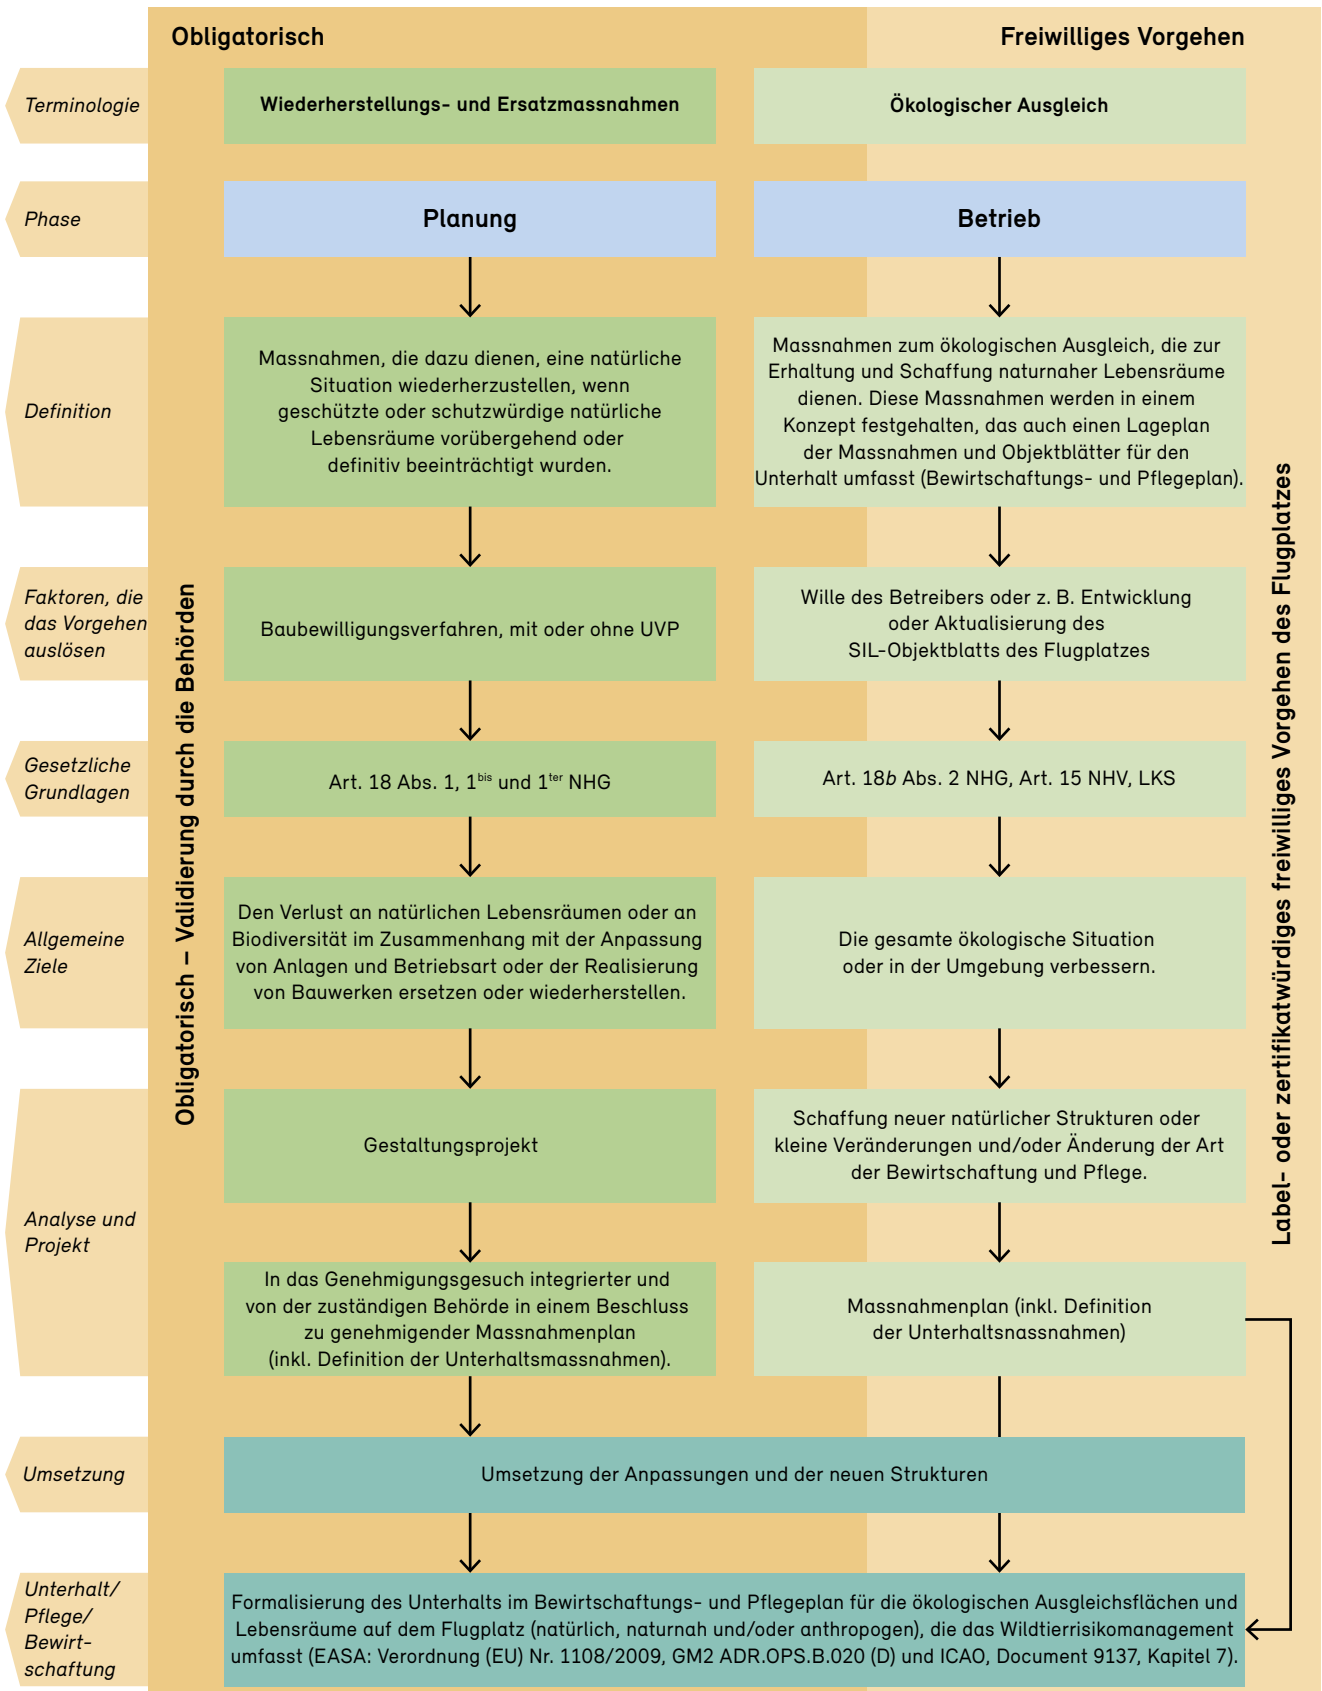 Obligatorisch
Freiwilliges Vorgehen
Terminologie
Wiederherstellungs- und Ersatzmassnahmen
Ökologischer Ausgleich
Phase
Planung
Betrieb
Definition
Massnahmen, die dazu dienen, eine natürliche
Situation wiederherzustellen, wenn
geschützte oder schutzwürdige natürliche
Lebensräume vorübergehend oder
definitiv beeinträchtigt wurden.
Massnahmen zum ökologischen Ausgleich, die zur
Erhaltung und Schaffung naturnaher Lebensräume
dienen. Diese Massnahmen werden in einem
Konzept festgehalten, das auch einen Lageplan
der Massnahmen und Objektblätter für den
Unterhalt umfasst (Bewirtschaftungs- und Pflegeplan).
Faktoren, die
das Vorgehen
auslösen
Baubewilligungsverfahren, mit oder ohne UVP
Wille des Betreibers oder z. B. Entwicklung
oder Aktualisierung des
SIL-Objektblatts des Flugplatzes
Gesetzliche
Grundlagen
Art. 18 Abs. 1, 1bis und 1ter NHG
Art. 18b Abs. 2 NHG, Art. 15 NHV, LKS
Allgemeine
Ziele
Den Verlust an natürlichen Lebensräumen oder an
Biodiversität im Zusammenhang mit der Anpassung
von Anlagen und Betriebsart oder der Realisierung
von Bauwerken ersetzen oder wiederherstellen.
Die gesamte ökologische Situation
oder in der Umgebung verbessern.
Analyse und
Projekt
Gestaltungsprojekt
Schaffung neuer natürlicher Strukturen oder
kleine Veränderungen und/oder Änderung der Art
der Bewirtschaftung und Pflege.
In das Genehmigungsgesuch integrierter und
von der zuständigen Behörde in einem Beschluss
zu genehmigender Massnahmenplan
(inkl. Definition der Unterhaltsmassnahmen).
Massnahmenplan (inkl. Definition
der Unterhaltsnassnahmen)
Umsetzung
Umsetzung der Anpassungen und der neuen Strukturen
Unterhalt/
Pflege/
Bewirt-
schaftung
Formalisierung des Unterhalts im Bewirtschaftungs- und Pflegeplan für die ökologischen Ausgleichsflächen und
Lebensräume auf dem Flugplatz (natürlich, naturnah und/oder anthropogen), die das Wildtierrisikomanagement
umfasst (EASA: Verordnung (EU) Nr. 1108/2009, GM2 ADR.OPS.B.020 (D) und ICAO, Document 9137, Kapitel 7).
Obligatorisch – Validierung durch die Behörden
Label- oder zertifikatwürdiges freiwilliges Vorgehen des Flugplatzes